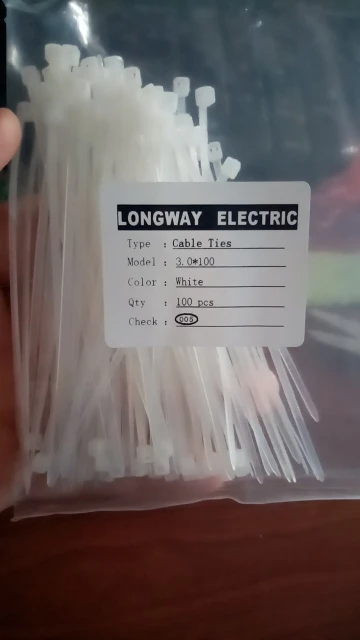 LONGWAY ELECTRIC
Type : Cable Ties
Model : 3.0*100
Color : White
Qty : 100 pcs
Check : 005